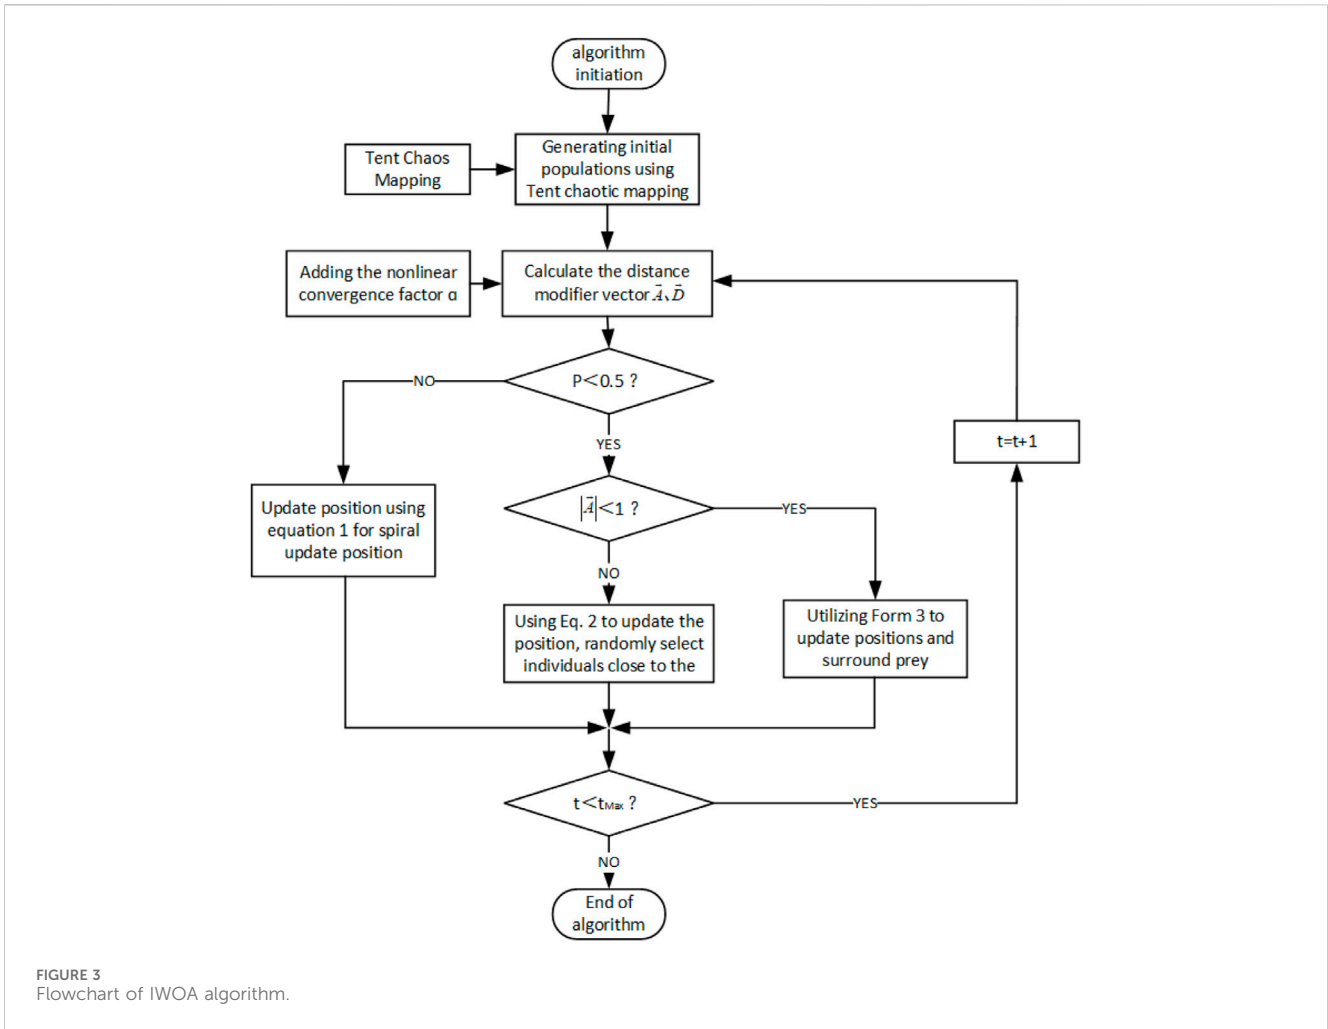 algorithm
initiation
Tent Chaos
Mapping
Generating initial
populations using
Tent chaotic mapping
Adding the nonlinear
convergence factor ɑ
Calculate the distance
modifier vector A⃗、D⃗
P<0.5 ?
NO
YES
t=t+1
|A⃗|<1 ?
YES
Update position using
equation 1 for spiral
update position
NO
Using Eq. 2 to update the
position, randomly select
individuals close to the
Utilizing Form 3 to
update positions and
surround prey
t<tMax ?
YES
NO
End of
algorithm
FIGURE 3
Flowchart of IWOA algorithm.